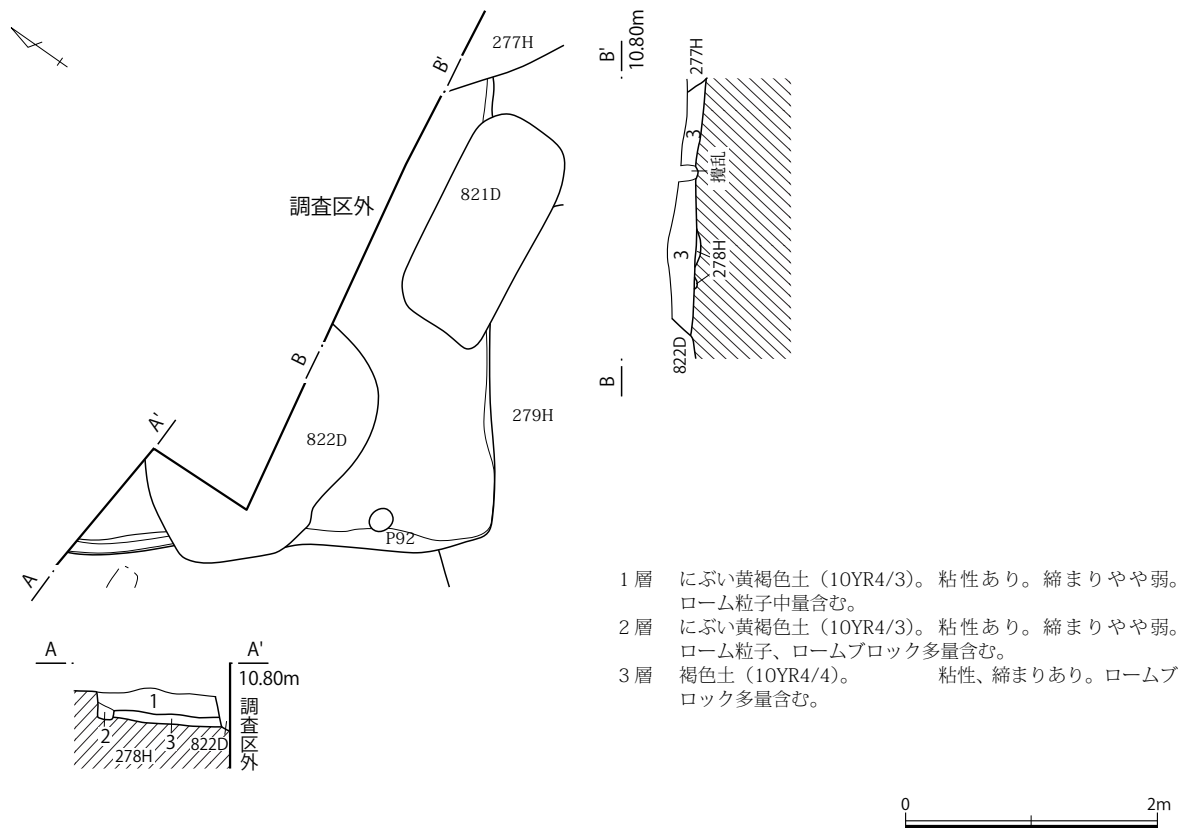 277H
B'
調査区外
821D
B
279H
A'
822D
P92
A
B'
10.80m
277H
3
攪乱
3
278H
822D
B
A
A'
10.80m
調査区外
1
2
3
822D
278H
1層 にぶい黄褐色土（10YR4/3）。粘性あり。締まりやや弱。
ローム粒子中量含む。
2層 にぶい黄褐色土（10YR4/3）。粘性あり。締まりやや弱。
ローム粒子、ロームブロック多量含む。
3層 褐色土（10YR4/4）。 粘性、締まりあり。ロームブ
ロック多量含む。
0
2m